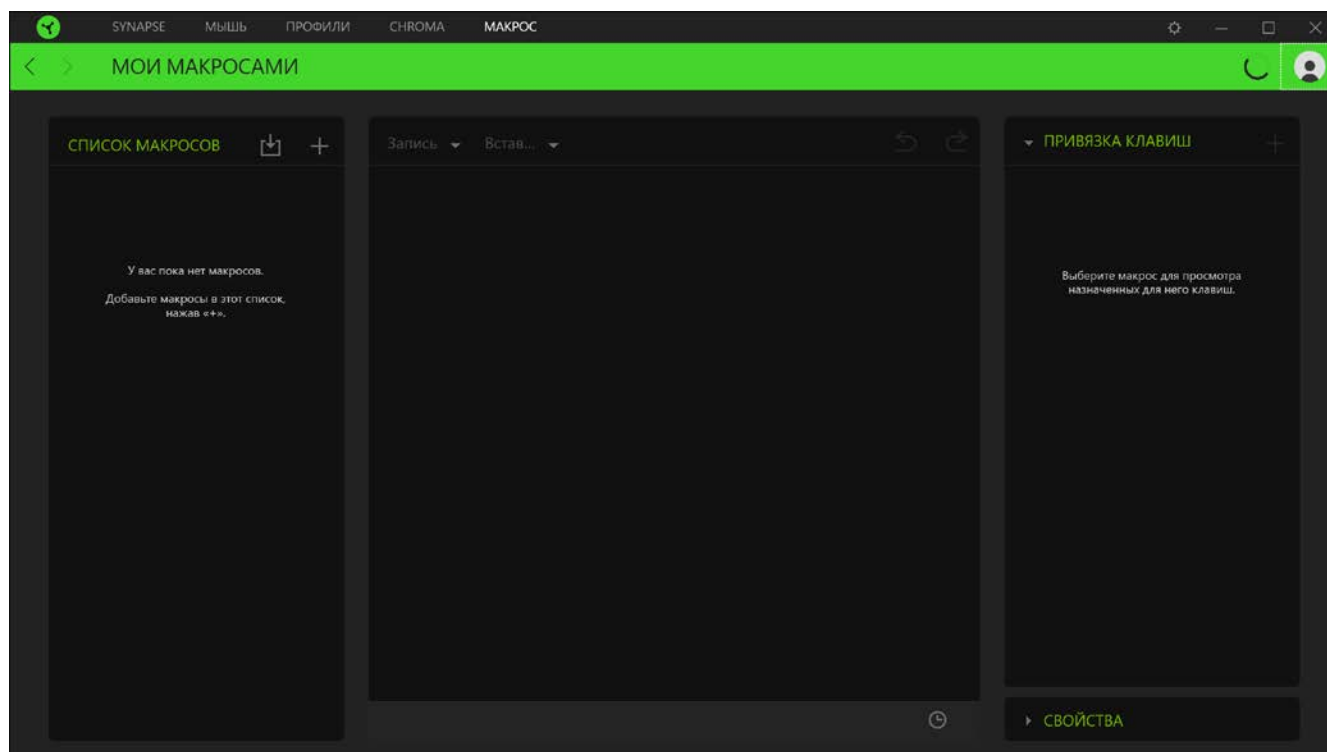 SYNAPSE МЫШЬ ПРОФИЛИ CHROMA МАКРОС
МОИ МАКРОСАМИ
СПИСОК МАКРОСОВ
Запись Встав...
ПРИВЯЗКА КЛАВИШ
У вас пока нет макросов.
Добавьте макросы в этот список,
нажав «+».
Выберите макрос для просмотра
назначенных для него клавиш.
СВОЙСТВА